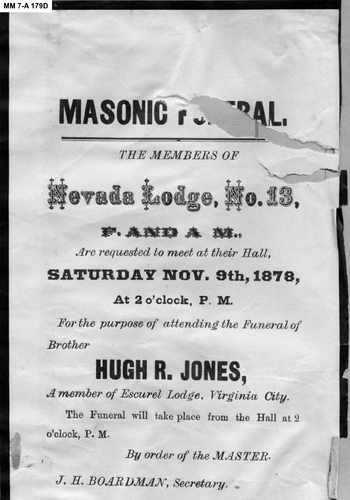 MM 7-A 179D
MASONIC FUNERAL.
THE MEMBERS OF
Nevada Lodge, No. 13,
F. AND A M.,
Are requested to meet at their Hall,
SATURDAY NOV. 9th, 1878,
At 2 o'clock, P. M.
For the purpose of attending the Funeral of
Brother
HUGH R. JONES,
A member of Escurel Lodge, Virginia City.
The Funeral will take place from the Hall at 2
o'clock, P. M.
By order of the MASTER.
J. H. BOARDMAN, Secretary.